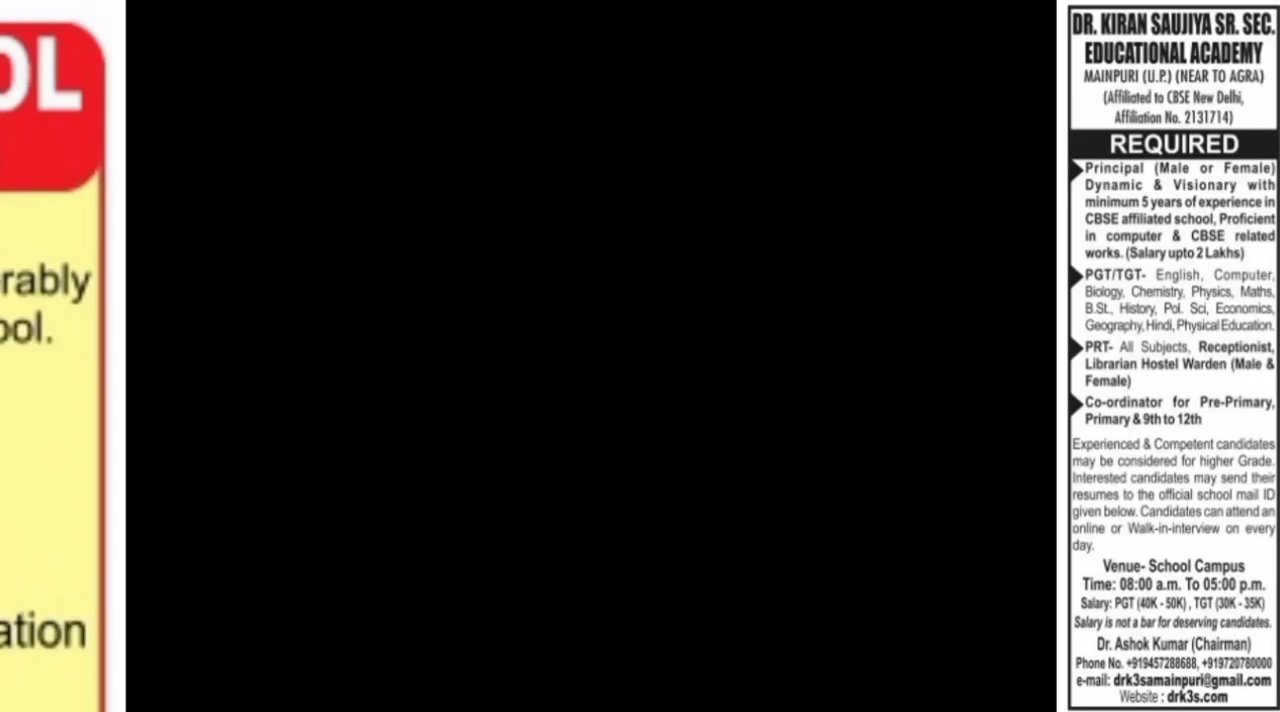 OL
rably
ool.
ation
DR. KIRAN SAUJIYA SR. SEC.
EDUCATIONAL ACADEMY
MAINPURI (U.P.) (NEAR TO AGRA)
(Affiliated to CBSE New Delhi,
Affiliation No. 2131714)
REQUIRED
Principal (Male or Female)
Dynamic & Visionary with
minimum 5 years of experience in
CBSE affiliated school, Proficient
in computer & CBSE related
works. (Salary upto 2 Lakhs)
PGT/TGT- English, Computer,
Biology, Chemistry, Physics, Maths,
B.St., History, Pol. Sci, Economics,
Geography, Hindi, Physical Education.
PRT- All Subjects, Receptionist,
Librarian Hostel Warden (Male &
Female)
Co-ordinator for Pre-Primary,
Primary & 9th to 12th
Experienced & Competent candidates
may be considered for higher Grade.
Interested candidates may send their
resumes to the official school mail ID
given below. Candidates can attend an
online or Walk-in-interview on every
day.
Venue- School Campus
Time: 08:00 a.m. To 05:00 p.m.
Salary: PGT (40K - 50K) , TGT (30K - 35K)
Salary is not a bar for deserving candidates.
Dr. Ashok Kumar (Chairman)
Phone No. +919457288688, +919720780000
e-mail: drk3samainpuri@gmail.com
Website : drk3s.com